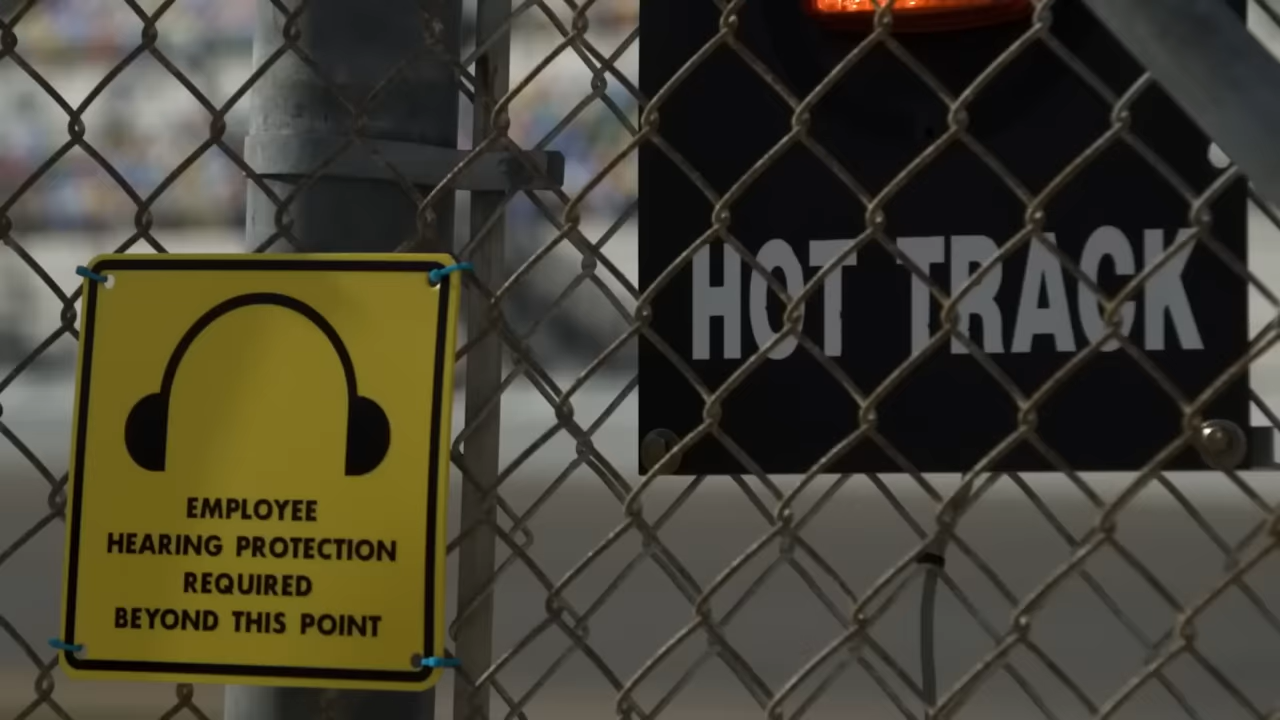 EMPLOYEE
HEARING PROTECTION
REQUIRED
BEYOND THIS POINT
HOT TRACK